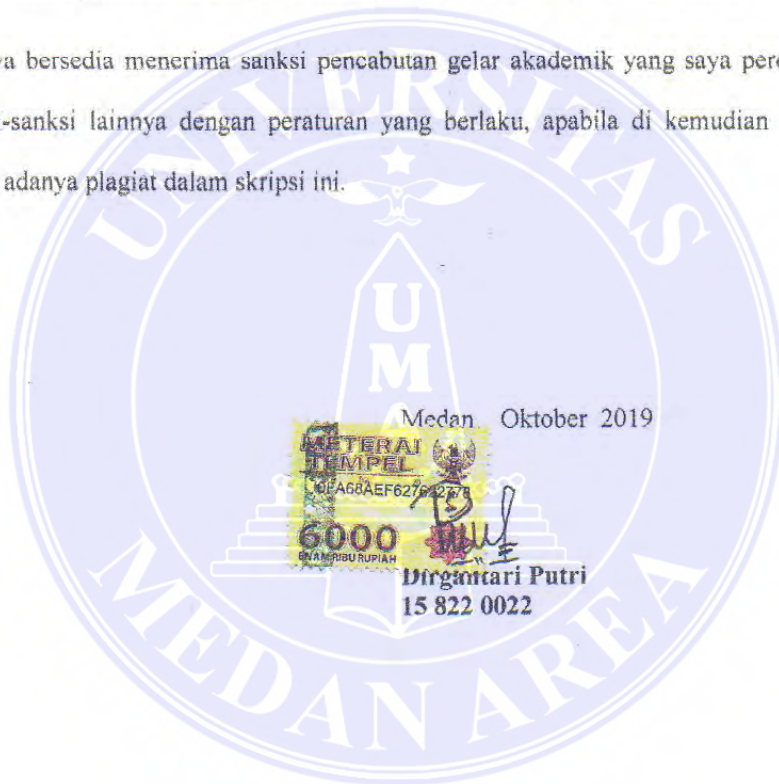 ya bersedia menerima sanksi pencabutan gelar akademik yang saya pero
-sanksi lainnya dengan peraturan yang berlaku, apabila di kemudian
adanya plagiat dalam skripsi ini.
UNIVERSITAS
UMA
Medan Oktober 2019
METERAI
TEMPEL
6000
ENAM RIBU RUPIAH
Dirgantari Putri
15 822 0022
MEDAN AREA